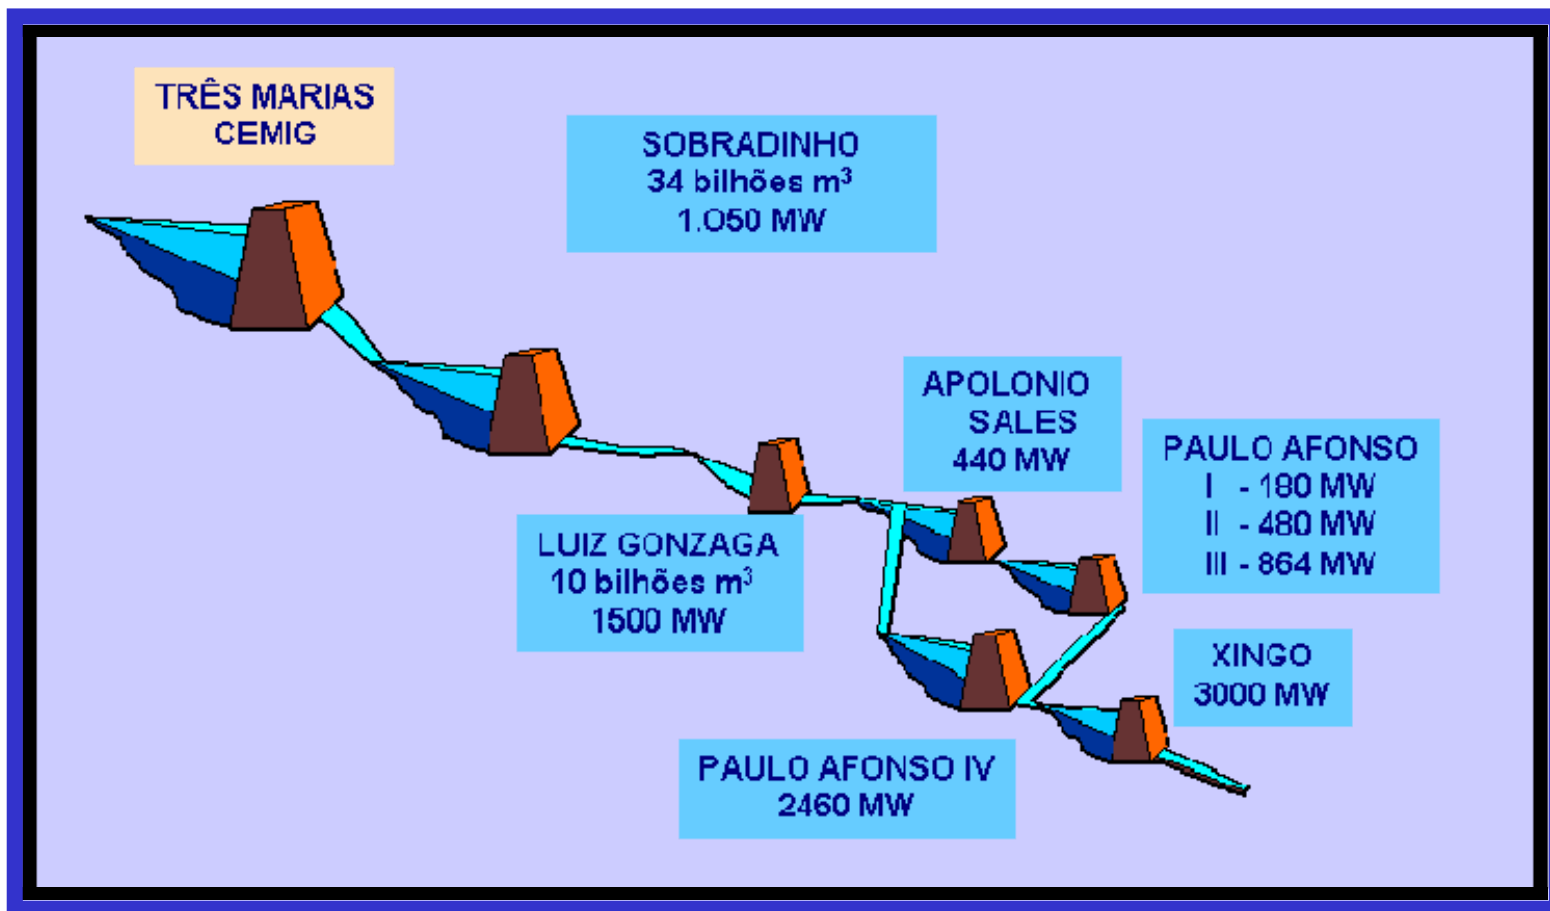 TRÊS MARIAS
CEMIG
SOBRADINHO
34 bilhões m³
1.O50 MW
APOLONIO
SALES
440 MW
PAULO AFONSO
I - 180 MW
II - 480 MW
III - 864 MW
LUIZ GONZAGA
10 bilhões m³
1500 MW
XINGO
3000 MW
PAULO AFONSO IV
2460 MW